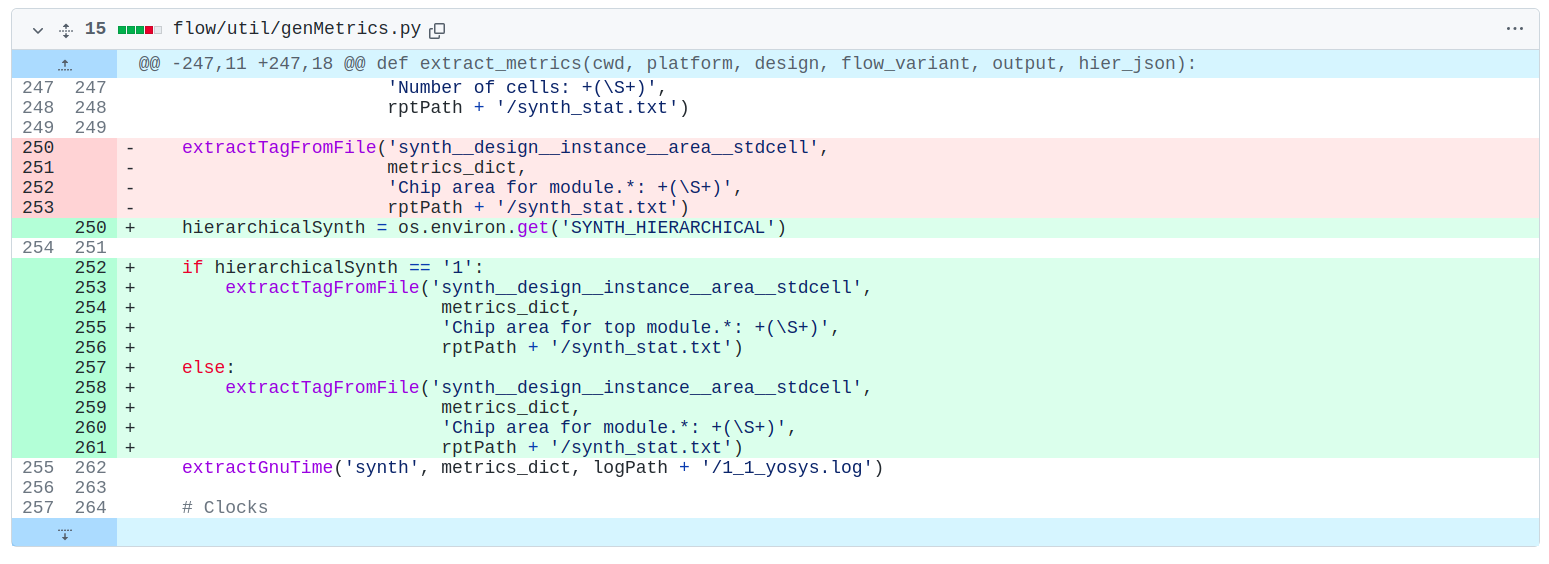 15 flow/util/genMetrics.py ...
@@ -247,11 +247,18 @@ def extract_metrics(cwd, platform, design, flow_variant, output, hier_json):
247 247 'Number of cells: +(\S+)',
248 248 rptPath + '/synth_stat.txt')
249 249
250 - extractTagFromFile('synth__design__instance__area__stdcell',
251 - metrics_dict,
252 - 'Chip area for module.*: +(\S+)',
253 - rptPath + '/synth_stat.txt')
250 + hierarchicalSynth = os.environ.get('SYNTH_HIERARCHICAL')
254 251
252 + if hierarchicalSynth == '1':
253 + extractTagFromFile('synth__design__instance__area__stdcell',
254 + metrics_dict,
255 + 'Chip area for top module.*: +(\S+)',
256 + rptPath + '/synth_stat.txt')
257 + else:
258 + extractTagFromFile('synth__design__instance__area__stdcell',
259 + metrics_dict,
260 + 'Chip area for module.*: +(\S+)',
261 + rptPath + '/synth_stat.txt')
255 262 extractGnuTime('synth', metrics_dict, logPath + '/1_1_yosys.log')
256 263
257 264 # Clocks